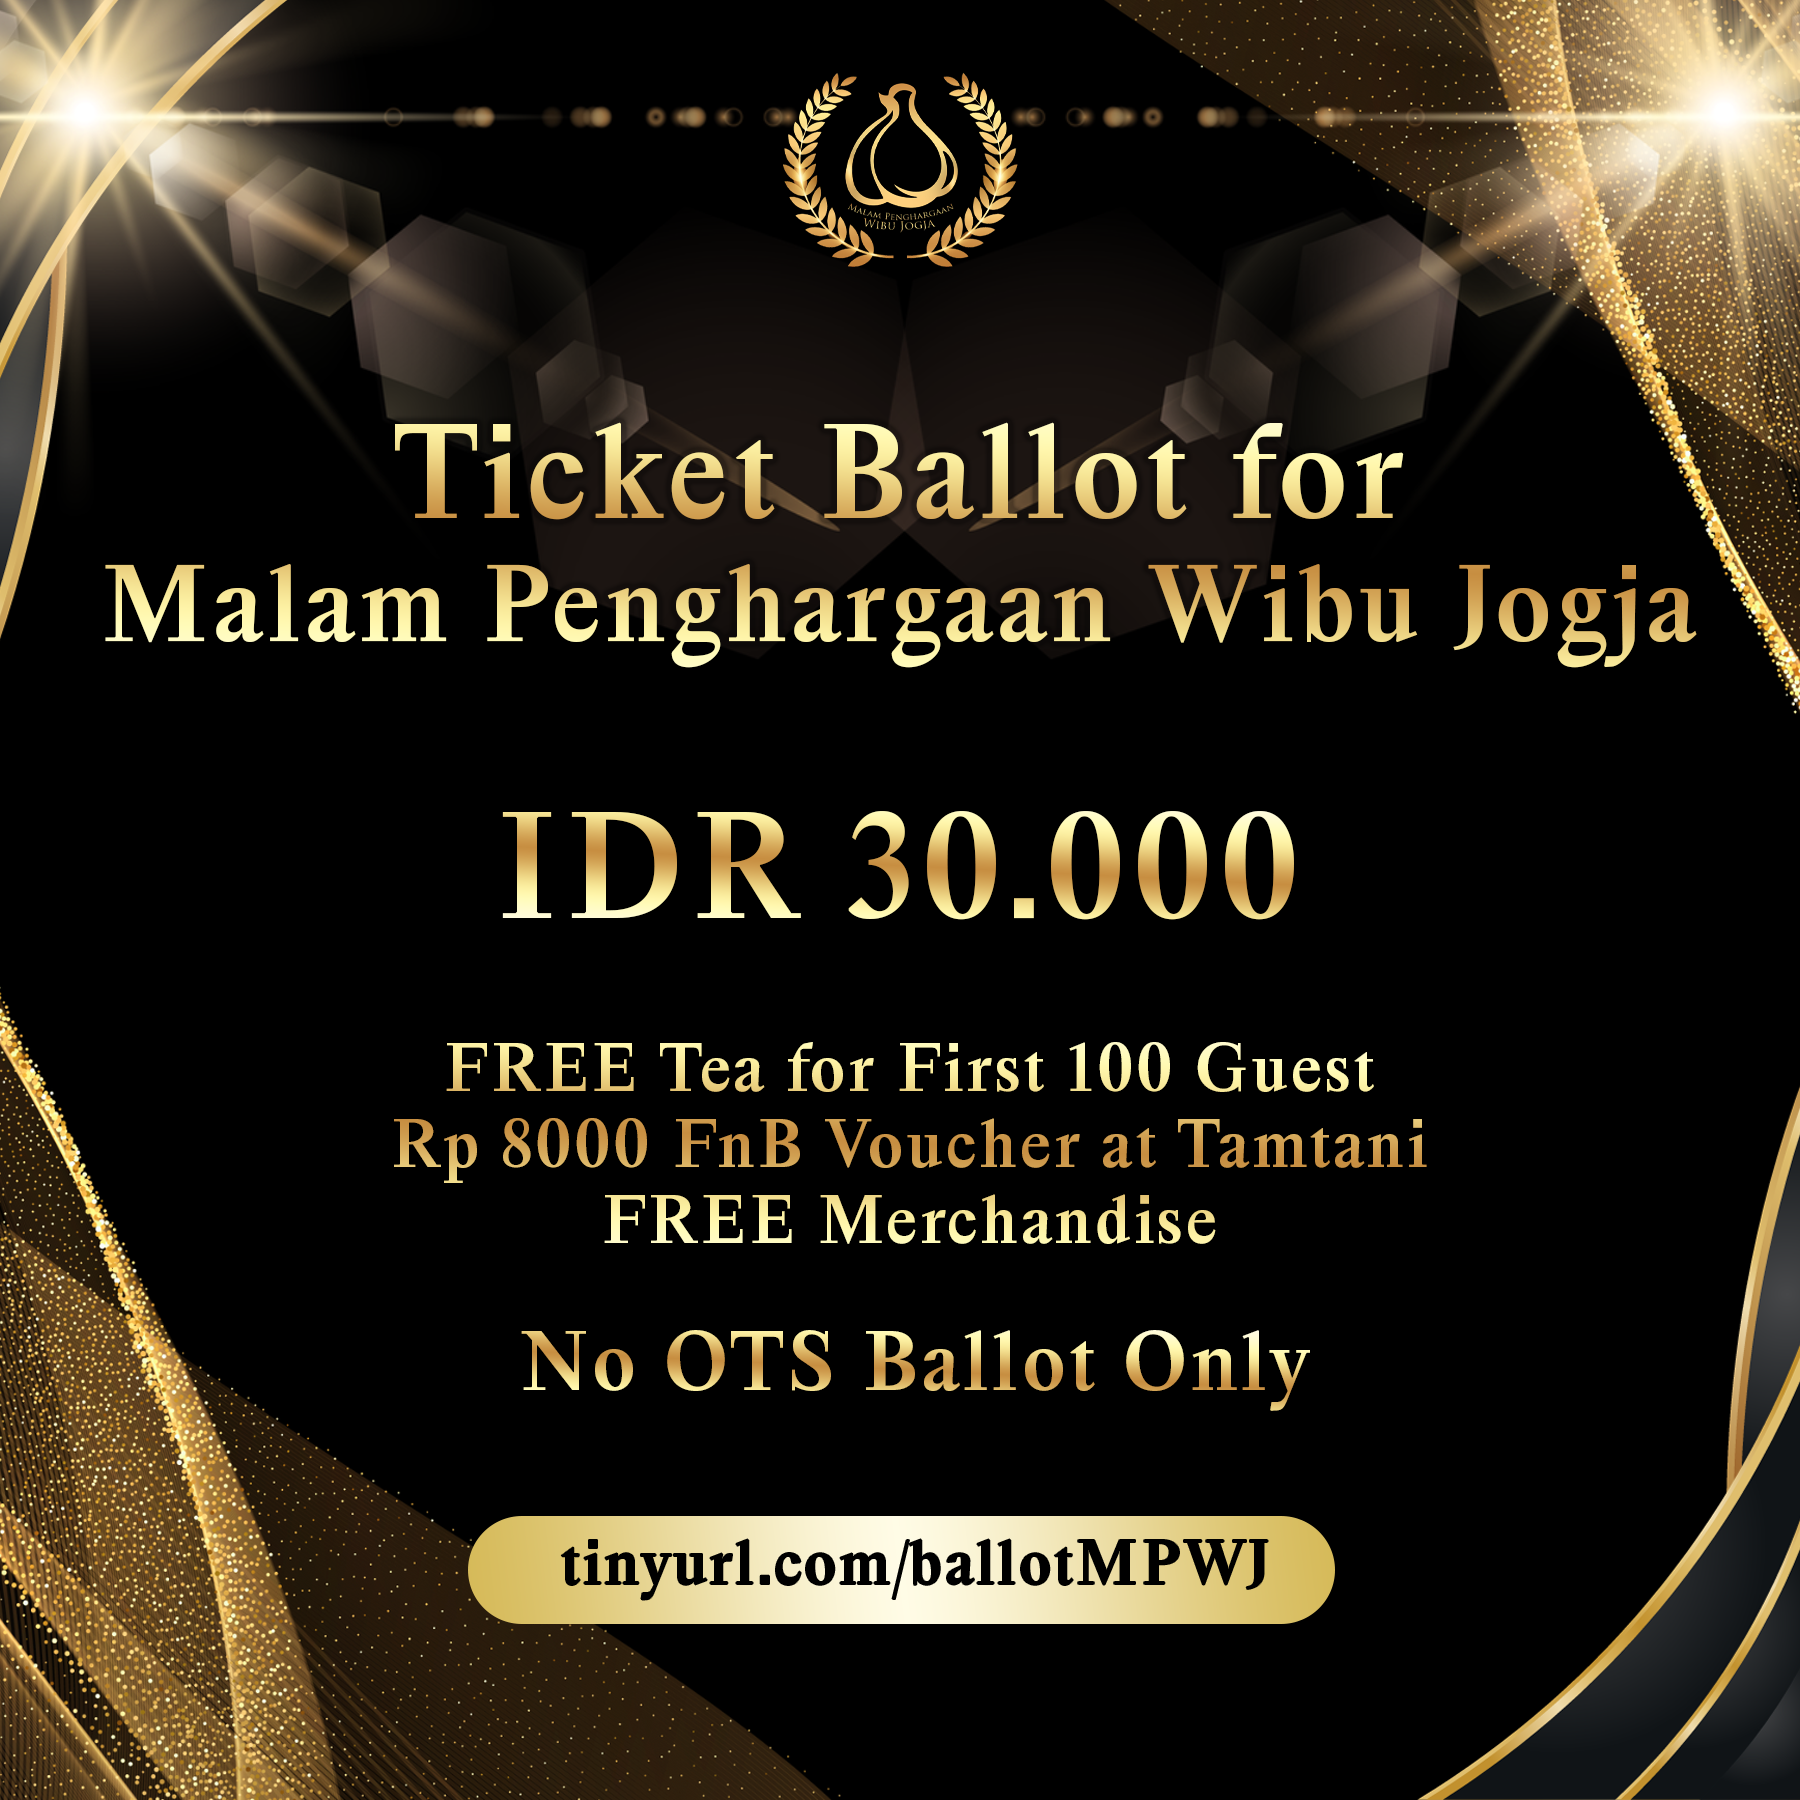 MALAM PENGHARGAAN
WIBU JOGJA
Ticket Ballot for
Malam Penghargaan Wibu Jogja
IDR 30.000
FREE Tea for First 100 Guest
Rp 8000 FnB Voucher at Tamtani
FREE Merchandise
No OTS Ballot Only
tinyurl.com/ballotMPWJ